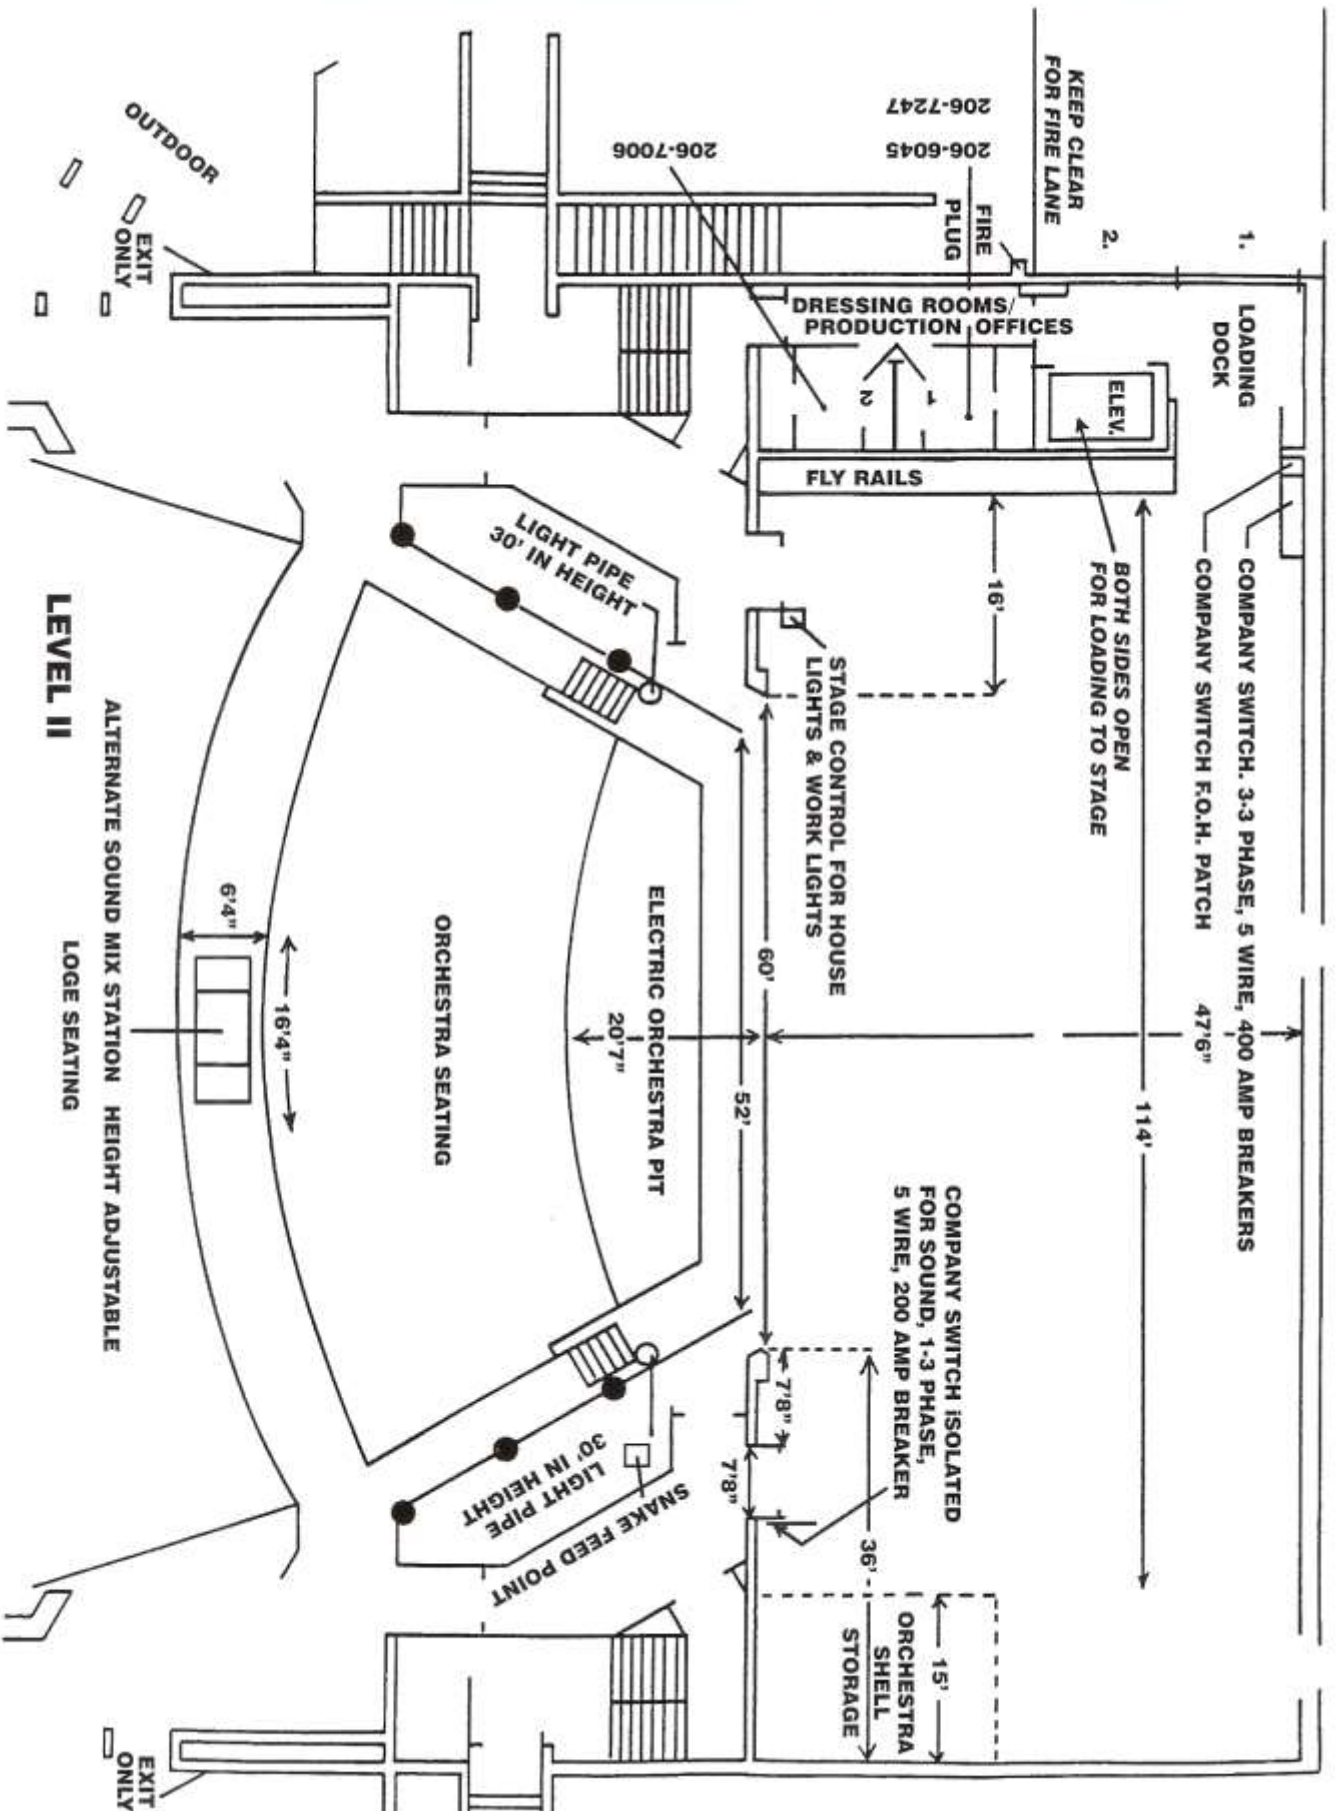 KEEP CLEAR
FOR FIRE LANE
1.
2.
LOADING
DOCK
206-7247
206-6045
206-7006
FIRE
PLUG
OUTDOOR
EXIT
ONLY
DRESSING ROOMS/
PRODUCTION OFFICES
1
2
ELEV.
FLY RAILS
COMPANY SWITCH. 3-3 PHASE, 5 WIRE, 400 AMP BREAKERS
COMPANY SWITCH F.O.H. PATCH
47'6"
BOTH SIDES OPEN
FOR LOADING TO STAGE
16'
114'
STAGE CONTROL FOR HOUSE
LIGHTS & WORK LIGHTS
LIGHT PIPE
30' IN HEIGHT
60'
52'
ELECTRIC ORCHESTRA PIT
20'7"
ORCHESTRA SEATING
16'4"
6'4"
COMPANY SWITCH iSOLATED
FOR SOUND, 1-3 PHASE,
5 WIRE, 200 AMP BREAKER
7'8"
7'8"
36'
15'
ORCHESTRA
SHELL
STORAGE
LIGHT PIPE
30' IN HEIGHT
SNAKE FEED POINT
EXIT
ONLY
ALTERNATE SOUND MIX STATION HEIGHT ADJUSTABLE
LOGE SEATING
LEVEL II